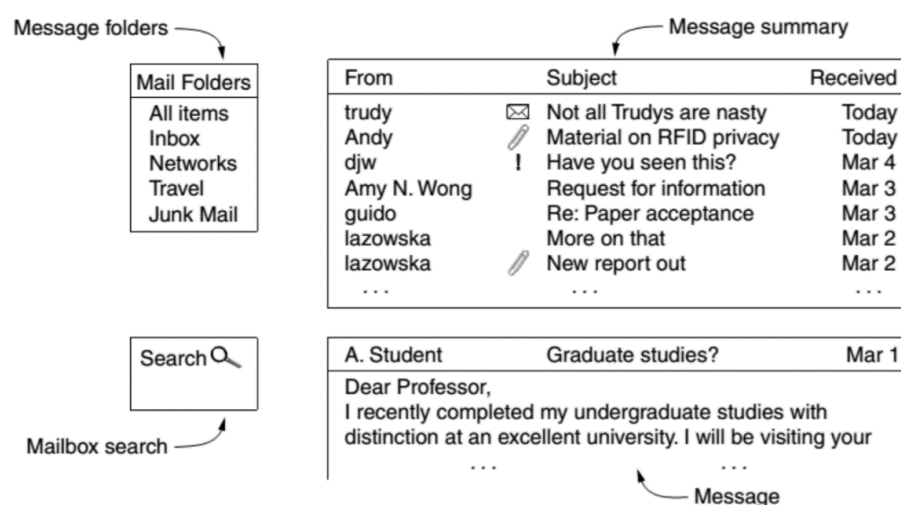 Message folders
Message summary
Mail Folders
All items
Inbox
Networks
Travel
Junk Mail
From Subject Received
trudy Not all Trudys are nasty Today
Andy Material on RFID privacy Today
djw ! Have you seen this? Mar 4
Amy N. Wong Request for information Mar 3
guido Re: Paper acceptance Mar 3
lazowska More on that Mar 2
lazowska New report out Mar 2
. . . . . . . . .
Search
Mailbox search
A. Student Graduate studies? Mar 1
Dear Professor,
I recently completed my undergraduate studies with
distinction at an excellent university. I will be visiting your
. . . . . .
Message